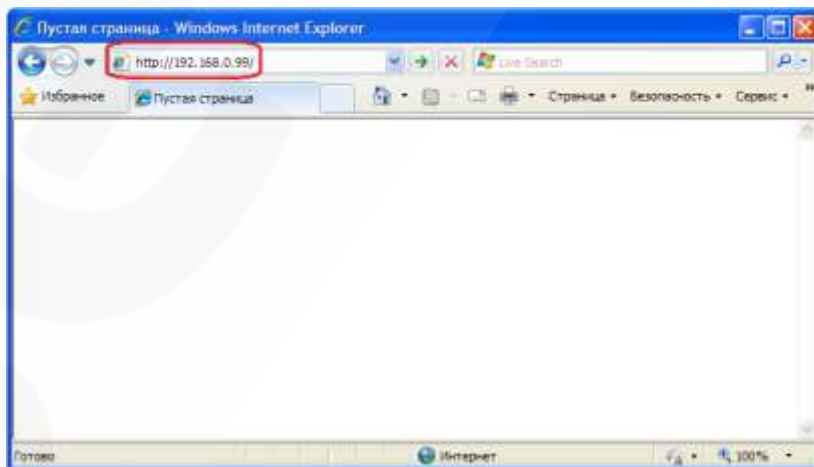 Пустая страница - Windows Internet Explorer
http://192.168.0.99/
Live Search
Избранное
Пустая страница
Страница
Безопасность
Сервис
Готово
Интернет
100%